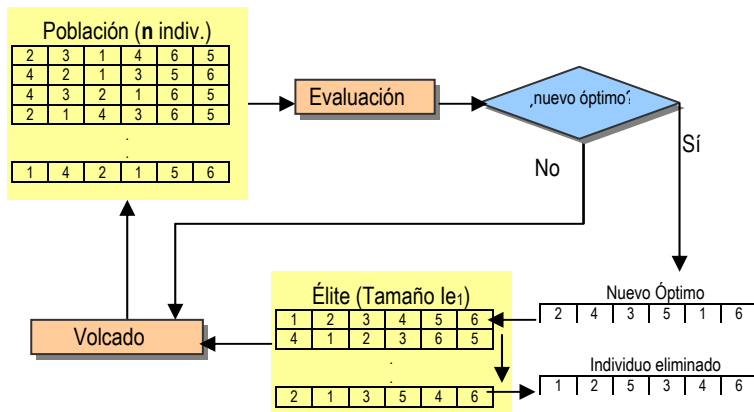 Población (n indiv.)
2 3 1 4 6 5
4 2 1 3 5 6
4 3 2 1 6 5
2 1 4 3 6 5
.
.
1 4 2 1 5 6
Evaluación
¿nuevo óptimo?
Sí
No
Élite (Tamaño Ie1)
1 2 3 4 5 6
4 1 2 3 6 5
.
.
2 1 3 5 4 6
Nuevo Óptimo
2 4 3 5 1 6
Individuo eliminado
1 2 5 3 4 6
Volcado